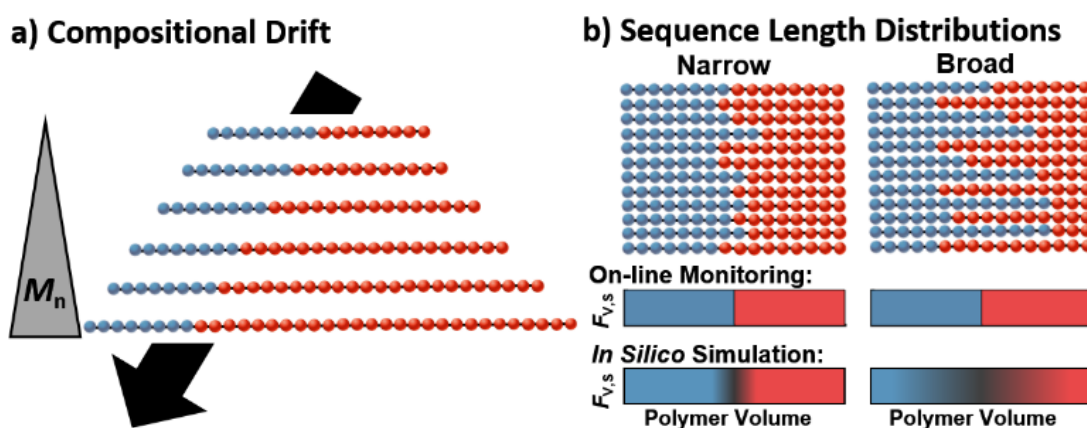 a) Compositional Drift
Mn
b) Sequence Length Distributions
Narrow Broad
On-line Monitoring:
FV,s
In Silico Simulation:
FV,s
Polymer Volume Polymer Volume